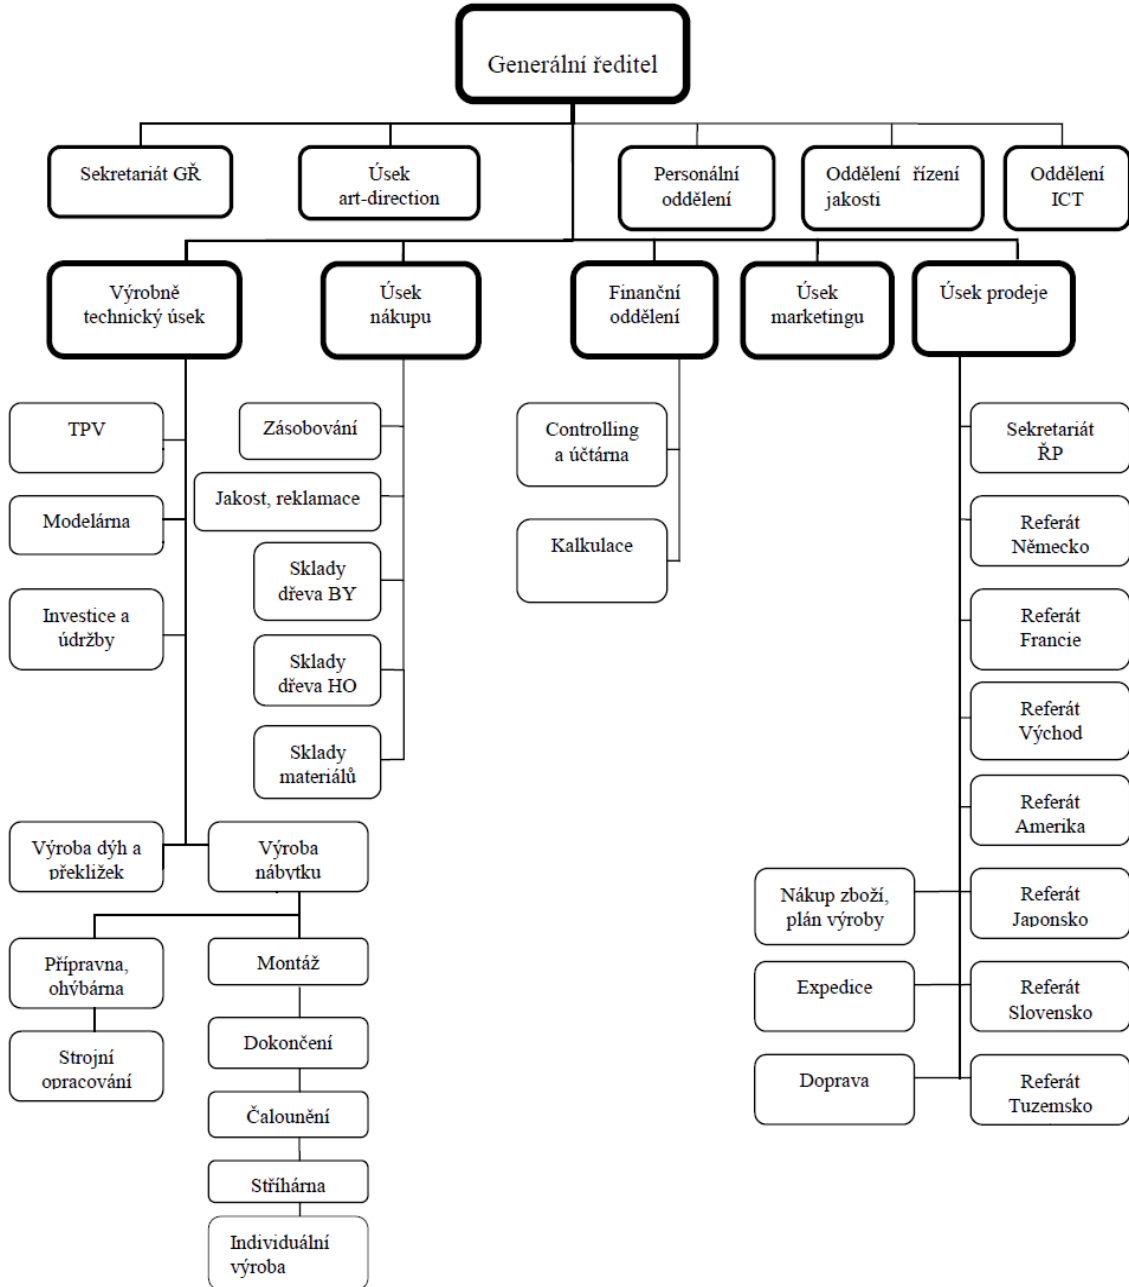 Generální ředitel
Sekretariát GŘ
Úsek
art-direction
Personální
oddělení
Oddělení řízení
jakosti
Oddělení
ICT
Výrobně
technický úsek
Úsek
nákupu
Finanční
oddělení
Úsek
marketingu
Úsek prodeje
TPV
Modelárna
Investice a
údržby
Zásobování
Jakost, reklamace
Sklady
dřeva BY
Sklady
dřeva HO
Sklady
materiálů
Controlling
a účtárna
Kalkulace
Sekretariát
ŘP
Referát
Německo
Referát
Francie
Referát
Východ
Referát
Amerika
Referát
Japonsko
Referát
Slovensko
Referát
Tuzemsko
Nákup zboží,
plán výroby
Expedice
Doprava
Výroba dýh a
překližek
Výroba
nábytku
Přípravna,
ohýbárna
Strojní
opracování
Montáž
Dokončení
Čalounění
Stříhárna
Individuální
výroba